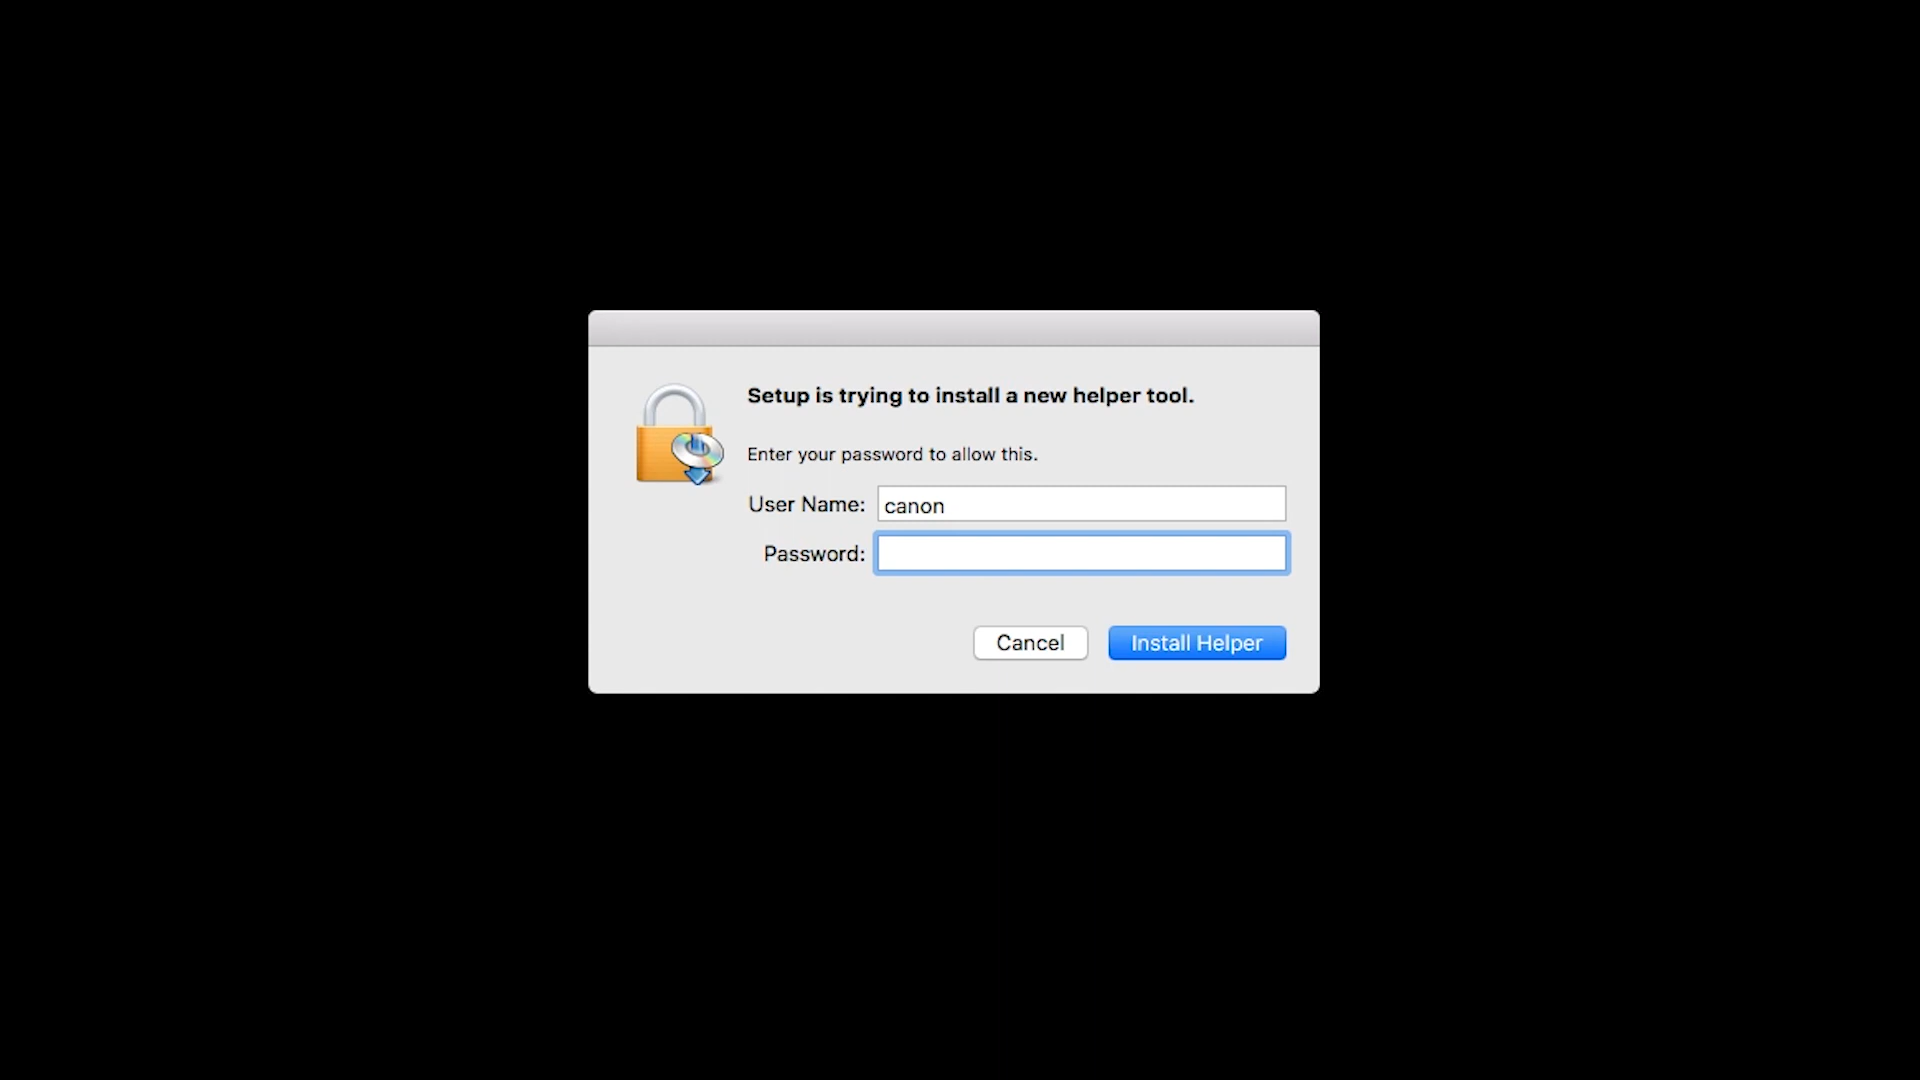 Setup is trying to install a new helper tool.
Enter your password to allow this.
User Name: canon
Password:
Cancel Install Helper